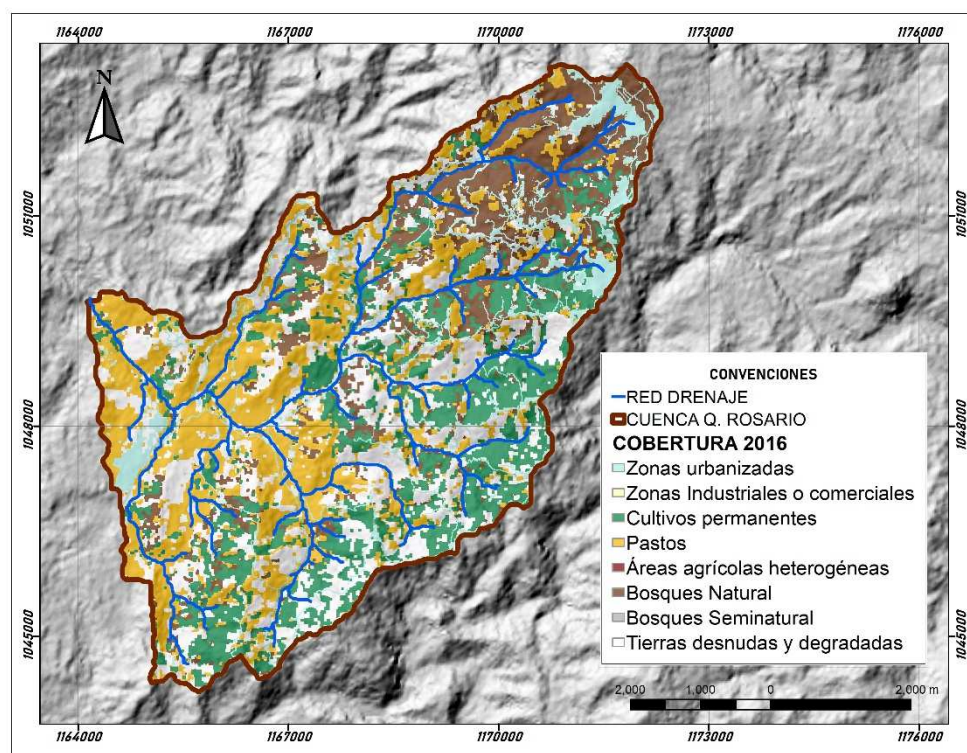 1164000 1167000 1170000 1173000 1176000
N
1051000 1051000
CONVENCIONES
RED DRENAJE
CUENCA Q. ROSARIO
COBERTURA 2016
Zonas urbanizadas
Zonas Industriales o comerciales
Cultivos permanentes
Pastos
Áreas agrícolas heterogéneas
Bosques Natural
Bosques Seminatural
Tierras desnudas y degradadas
1048000 1048000
1045000 1045000
2,000 1,000 0 2,000 m
1164000 1167000 1170000 1173000 1176000